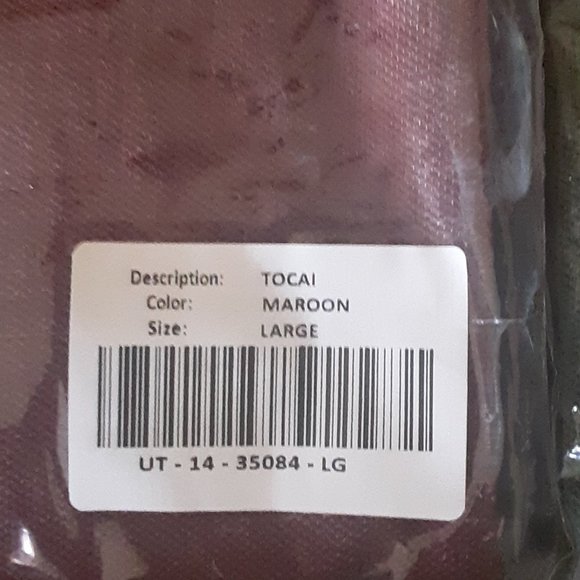 Description: TOCAI
Color: MAROON
Size: LARGE
UT - 14 - 35084 - LG